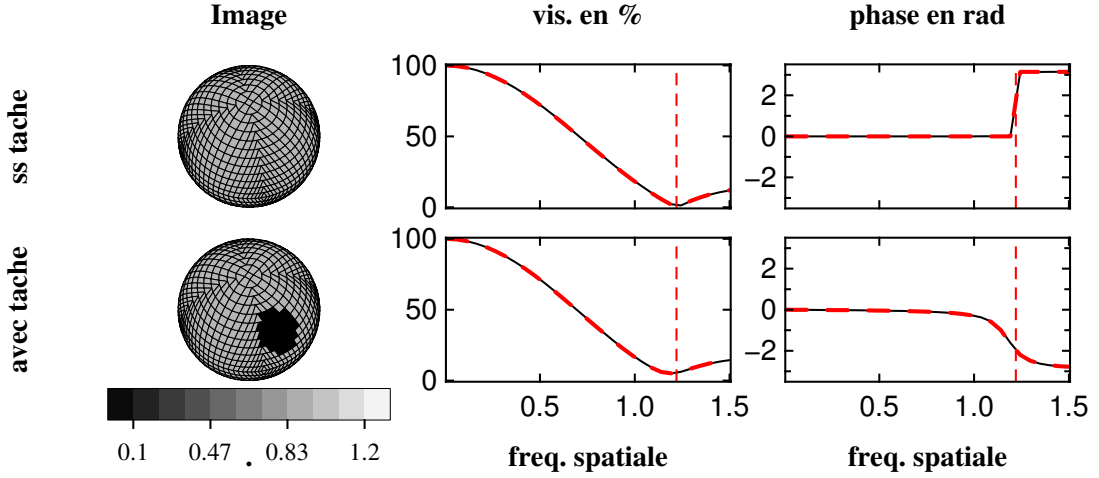 Image vis. en % phase en rad
ss tache
100
50
0
2
0
−2
avec tache
100
50
0
2
0
−2
0.5 1.0 1.5 0.5 1.0 1.5
0.1 0.47 . 0.83 1.2
freq. spatiale freq. spatiale